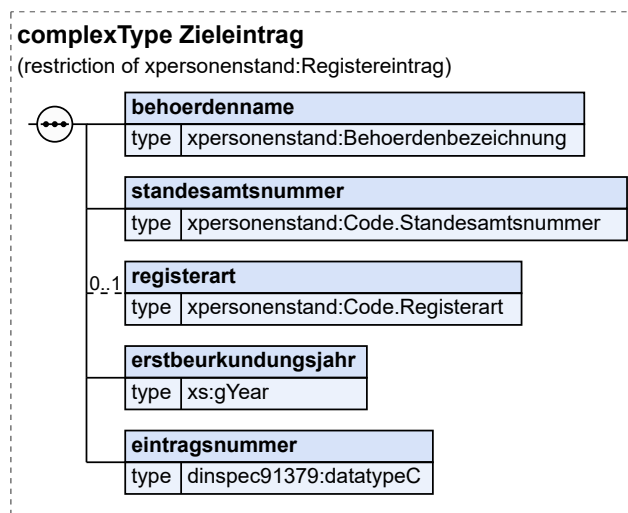 complexType Zieleintrag
(restriction of xpersonenstand:Registereintrag)
behoerdenname
type xpersonenstand:Behoerdenbezeichnung
standesamtsnummer
type xpersonenstand:Code.Standesamtsnummer
0..1
registerart
type xpersonenstand:Code.Registerart
erstbeurkundungsjahr
type xs:gYear
eintragsnummer
type dinspec91379:datatypeC